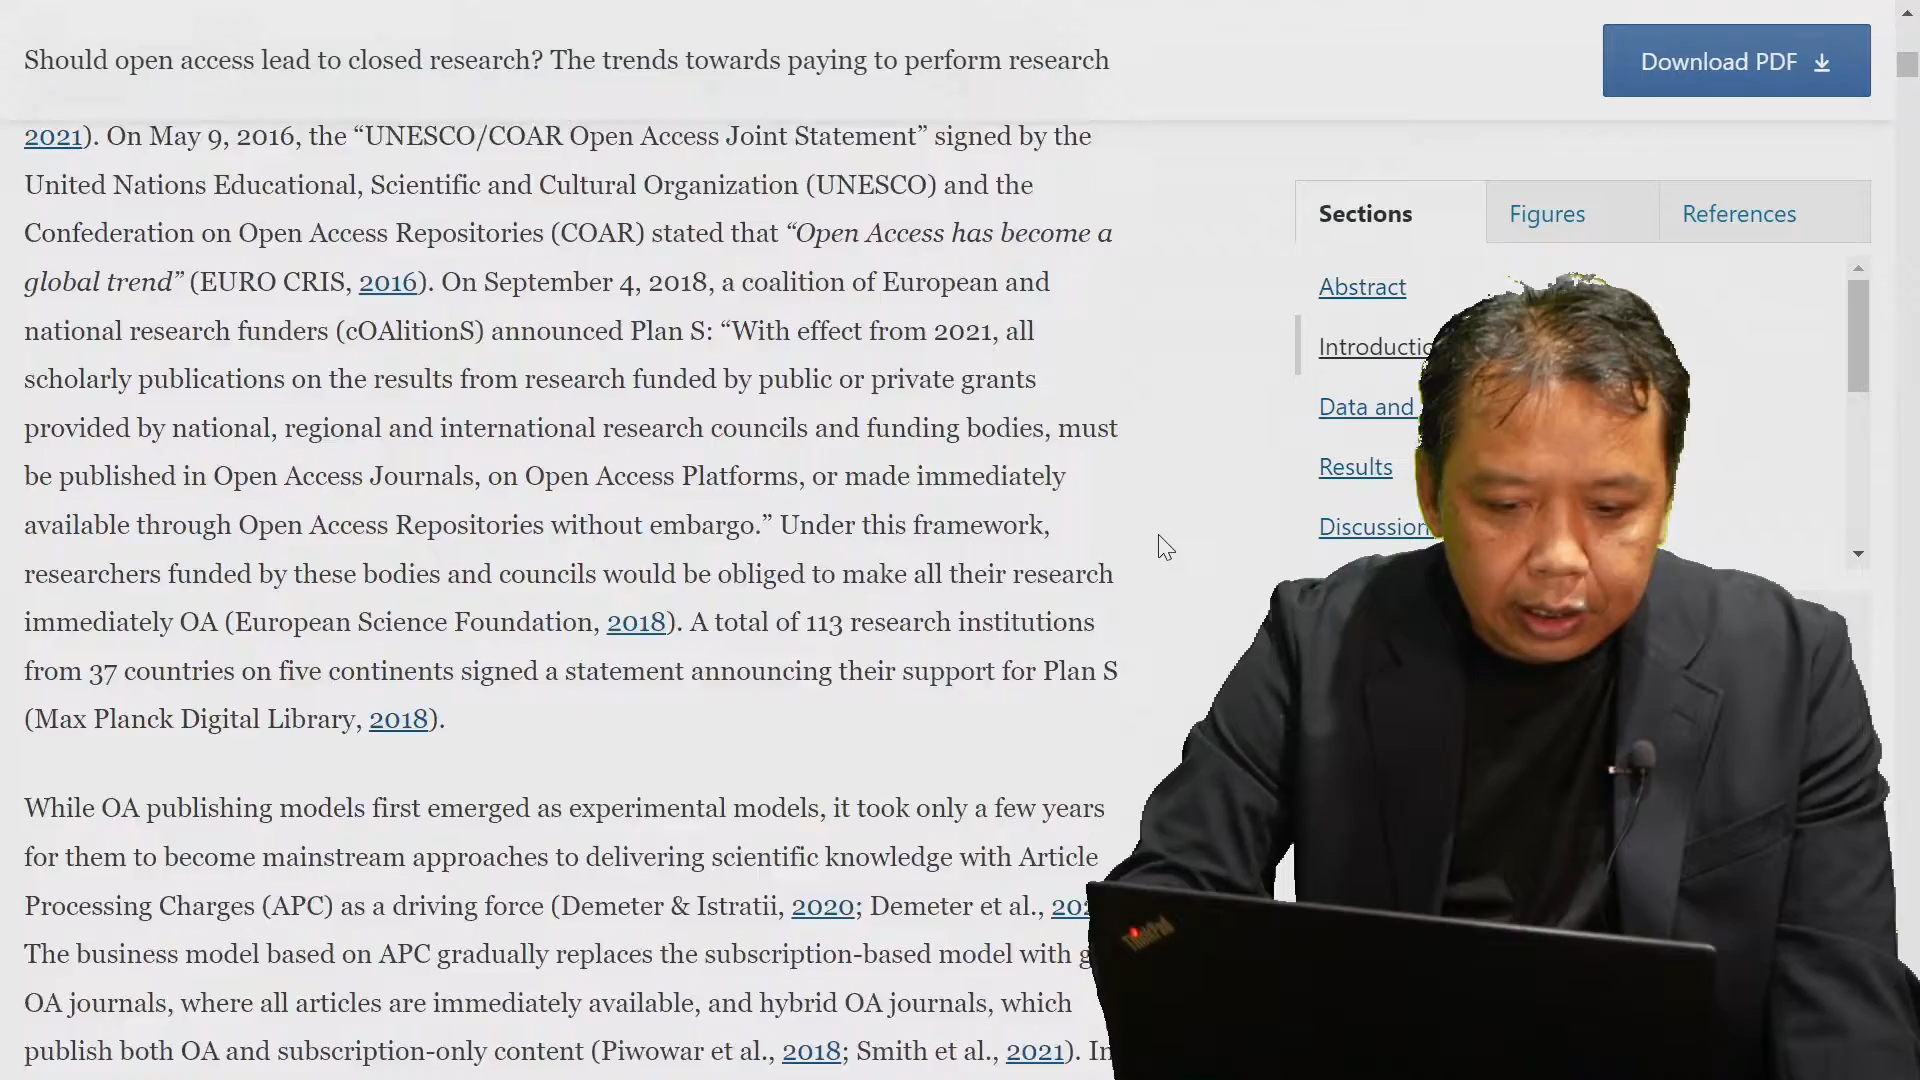 Should open access lead to closed research? The trends towards paying to perform research
Download PDF
2021). On May 9, 2016, the “UNESCO/COAR Open Access Joint Statement” signed by the
United Nations Educational, Scientific and Cultural Organization (UNESCO) and the
Confederation on Open Access Repositories (COAR) stated that “Open Access has become a
global trend” (EURO CRIS, 2016). On September 4, 2018, a coalition of European and
national research funders (cOAlitionS) announced Plan S: “With effect from 2021, all
scholarly publications on the results from research funded by public or private grants
provided by national, regional and international research councils and funding bodies, must
be published in Open Access Journals, on Open Access Platforms, or made immediately
available through Open Access Repositories without embargo.” Under this framework,
researchers funded by these bodies and councils would be obliged to make all their research
immediately OA (European Science Foundation, 2018). A total of 113 research institutions
from 37 countries on five continents signed a statement announcing their support for Plan S
(Max Planck Digital Library, 2018).
While OA publishing models first emerged as experimental models, it took only a few years
for them to become mainstream approaches to delivering scientific knowledge with Article
Processing Charges (APC) as a driving force (Demeter & Istratii, 2020; Demeter et al.,
The business model based on APC gradually replaces the subscription-based model with
OA journals, where all articles are immediately available, and hybrid OA journals, which
publish both OA and subscription-only content (Piwowar et al., 2018; Smith et al., 2021). In
Sections
Figures
References
Abstract
Introductio
Data and
Results
Discussion
ThinkPad